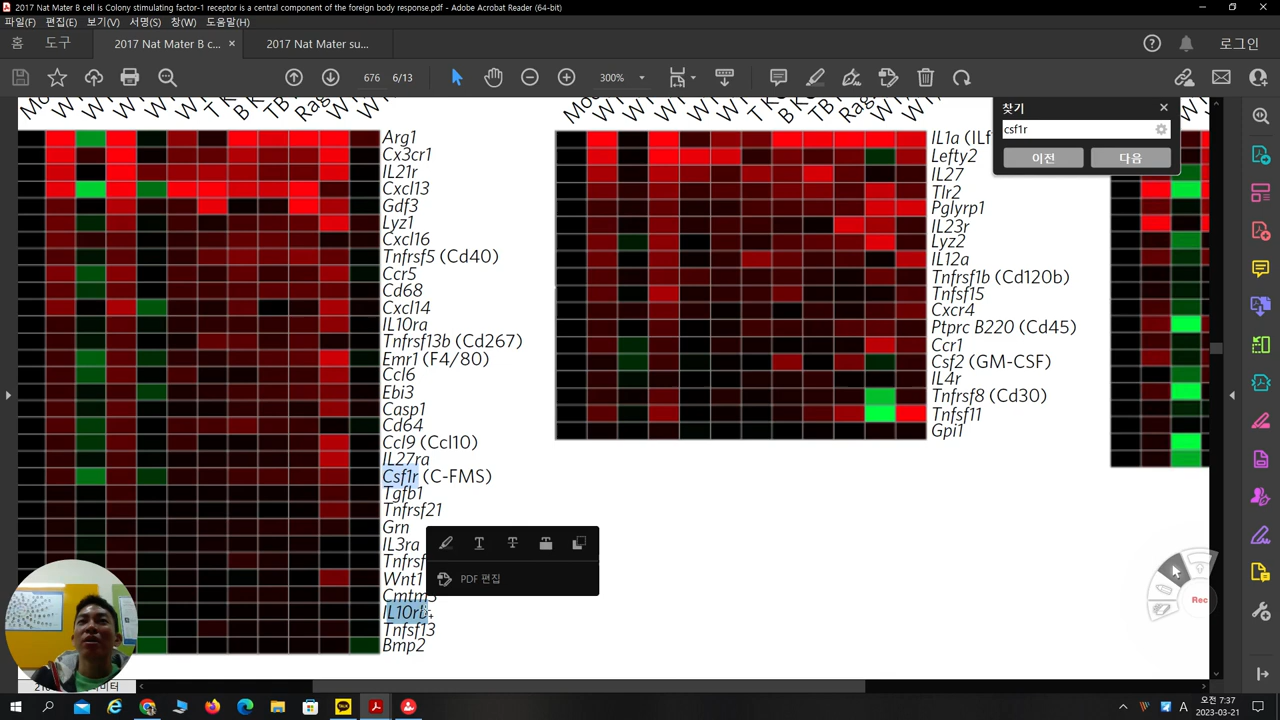 2017 Nat Mater B cell is Colony stimulating factor-1 receptor is a central component of the foreign body response.pdf - Adobe Acrobat Reader (64-bit)
파일(F) 편집(E) 보기(V) 서명(S) 창(W) 도움말(H)
홈 도구 2017 Nat Mater B c... × 2017 Nat Mater su... 로그인
676 6/13 300%
찾기
csf1r
이전 다음
Arg1
Cx3cr1
IL21r
Cxcl13
Gdf3
Lyz1
Cxcl16
Tnfrsf5 (Cd40)
Ccr5
Cd68
Cxcl14
IL10ra
Tnfrsf13b (Cd267)
Emr1 (F4/80)
Ccl6
Ebi3
Casp1
Cd64
Ccl9 (Ccl10)
IL27ra
Csf1r (C-FMS)
Tgfb1
Tnfrsf21
Grn
IL3ra
Tnfrsf
Wnt1
Cmtm3
IL10rb
Tnfsf13
Bmp2
IL1a (ILf
Lefty2
IL27
Tlr2
Pglyrp1
IL23r
Lyz2
IL12a
Tnfrsf1b (Cd120b)
Tnfsf15
Cxcr4
Ptprc B220 (Cd45)
Ccr1
Csf2 (GM-CSF)
IL4r
Tnfrsf8 (Cd30)
Tnfsf11
Gpi1
PDF 편집
Rec
A 오전 7:37
2023-03-21